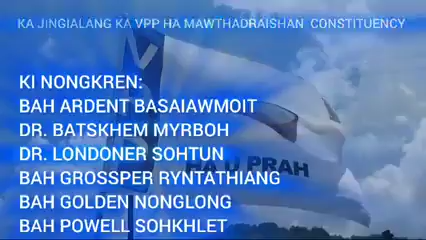 KA JINGIALANG KA VPP HA MAWTHADRAISHAN CONSTITUENCY
KI NONGKREN:
BAH ARDENT BASAIAWMOIT
DR. BATSKHEM MYRBOH
DR. LONDONER SOHTUN
BAH GROSSPER RYNTATHIANG
BAH GOLDEN NONGLONG
BAH POWELL SOHKHLET
HA U PRAH